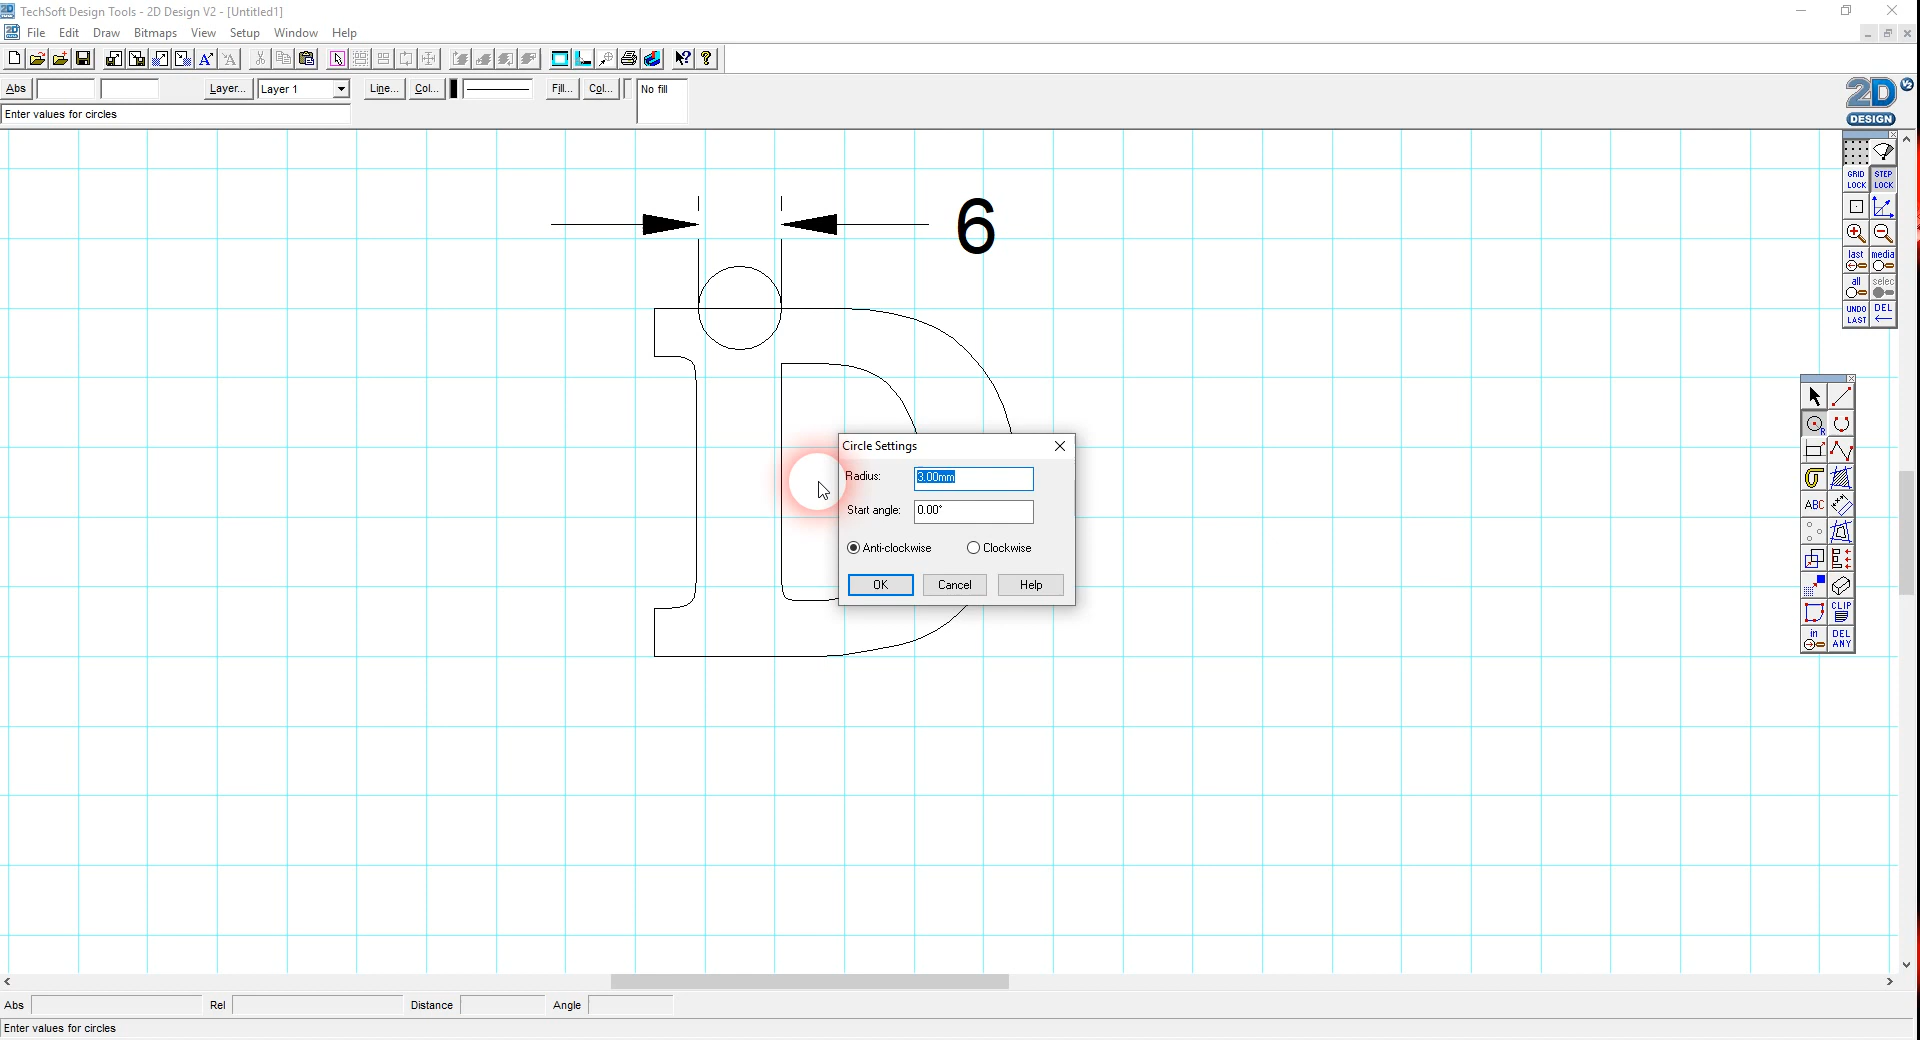 TechSoft Design Tools - 2D Design V2 - [Untitled1]
File Edit Draw Bitmaps View Setup Window Help
Abs Layer... Layer 1 Line... Col... Fill... Col... No fill
Enter values for circles
2D
V2
DESIGN
GRID LOCK
STEP LOCK
last
media
all
selec
UNDO LAST
DEL
6
Circle Settings
Radius: 3.00mm
Start angle: 0.00°
Anti-clockwise Clockwise
OK Cancel Help
R
ABC
CLIP
in
DEL ANY
Abs Rel Distance Angle
Enter values for circles